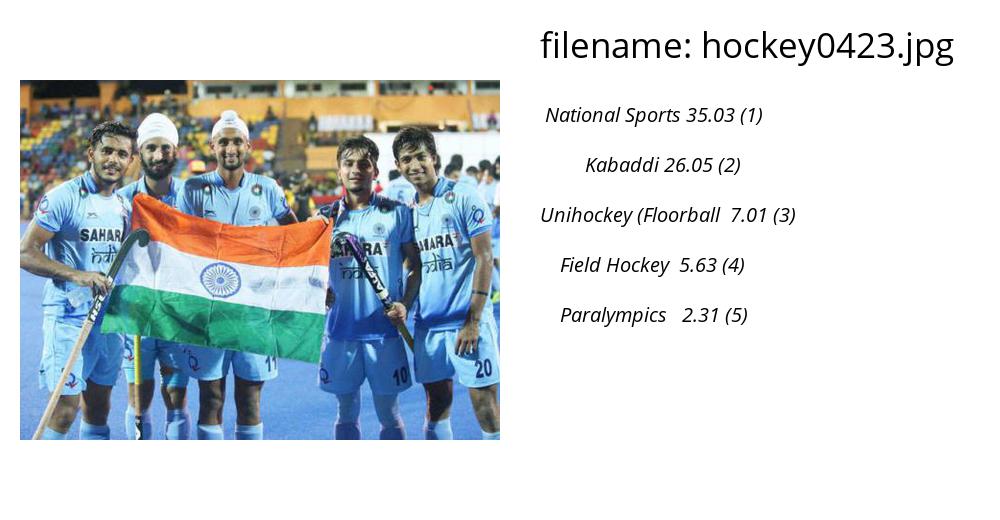 filename: hockey0423.jpg
National Sports 35.03 (1)
Kabaddi 26.05 (2)
Unihockey (Floorball 7.01 (3)
Field Hockey 5.63 (4)
Paralympics 2.31 (5)
SAHARA
SAHARA
SAHARA
11
10
20